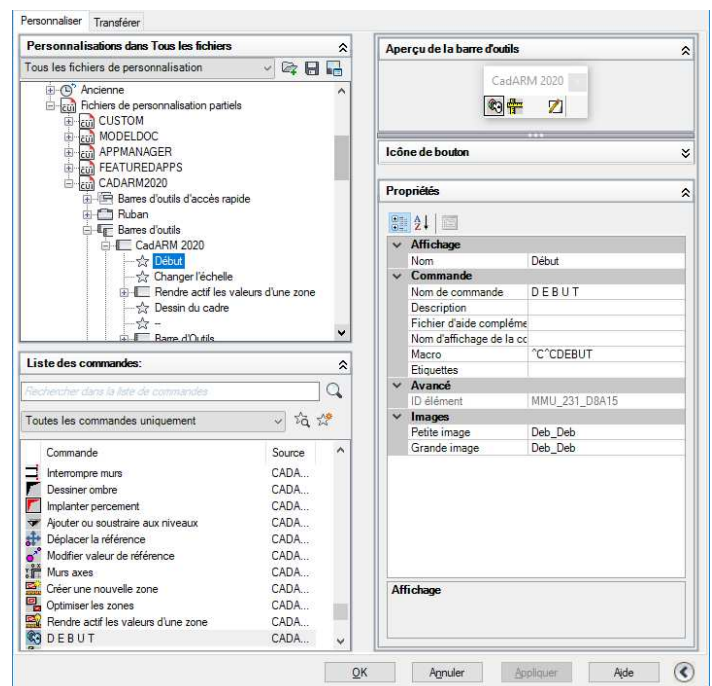 Personnaliser Transférer
Personnalisations dans Tous les fichiers
Tous les fichiers de personnalisation
Ancienne
Fichiers de personnalisation partiels
CUSTOM
MODELDOC
APPMANAGER
FEATUREDAPPS
CADARM2020
Barres d'outils d'accès rapide
Ruban
Barres d'outils
CadARM 2020
Début
Changer l'échelle
Rendre actif les valeurs d'une zone
Dessin du cadre
–
Barre d'Outils
Liste des commandes:
Rechercher dans la liste de commandes
Toutes les commandes uniquement
Commande Source
Interrompre murs CADA...
Dessiner ombre CADA...
Implanter percement CADA...
Ajouter ou soustraire aux niveaux CADA...
Déplacer la référence CADA...
Modifier valeur de référence CADA...
Murs axes CADA...
Créer une nouvelle zone CADA...
Optimiser les zones CADA...
Rendre actif les valeurs d'une zone CADA...
D E B U T CADA...
Aperçu de la barre d'outils
CadARM 2020
Icône de bouton
Propriétés
Affichage
Nom Début
Commande
Nom de commande D E B U T
Description
Fichier d'aide compléme
Nom d'affichage de la cc
Macro ^C^CDEBUT
Etiquettes
Avancé
ID élément MMU_231_D8A15
Images
Petite image Deb_Deb
Grande image Deb_Deb
Affichage
OK Annuler Appliquer Aide